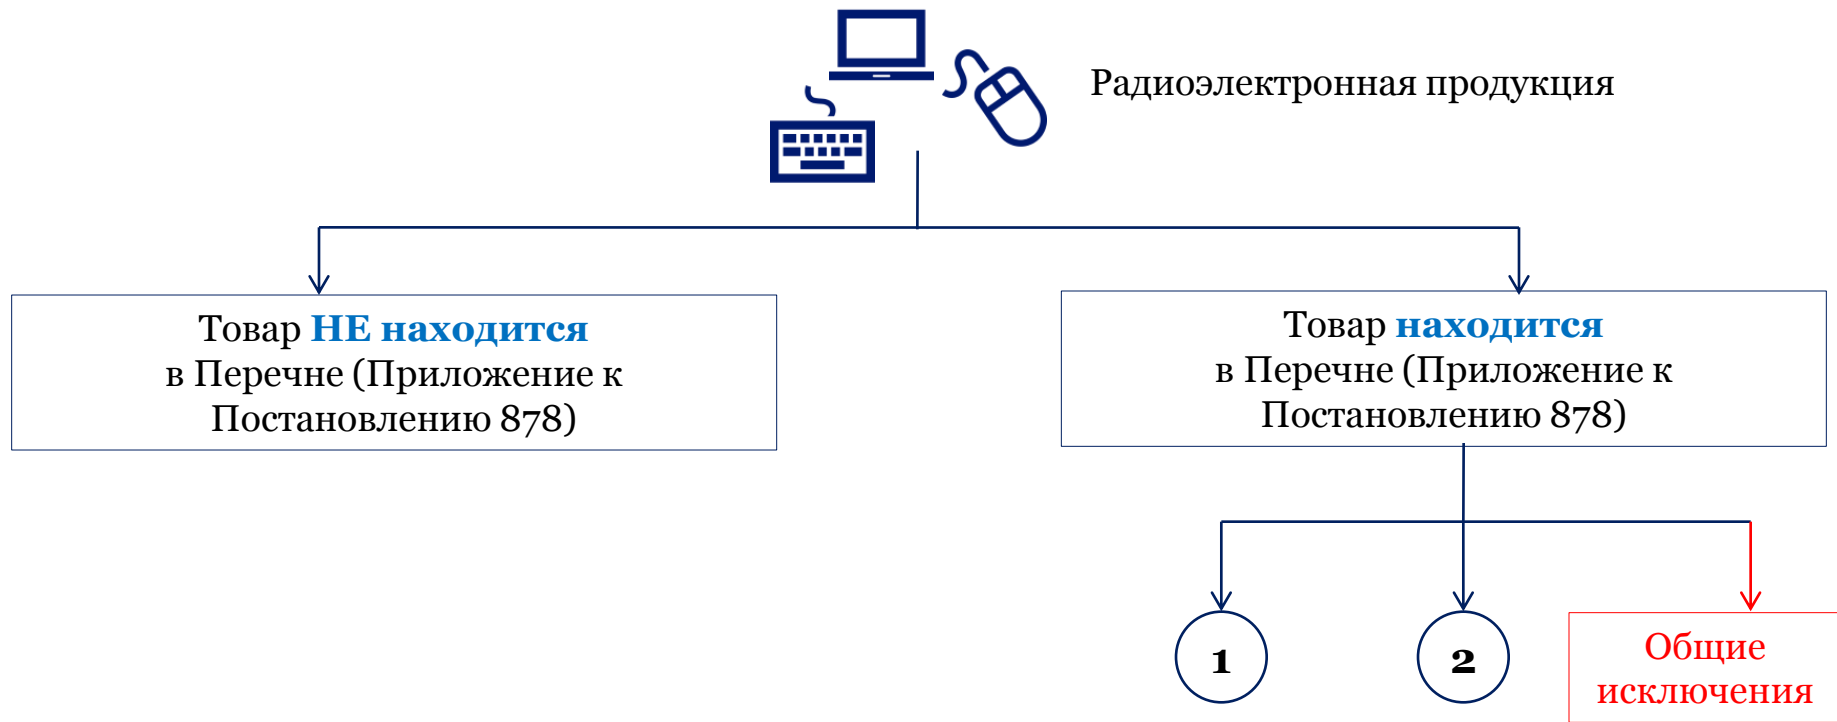 Радиоэлектронная продукция
Товар НЕ находится
в Перечне (Приложение к
Постановлению 878)
Товар находится
в Перечне (Приложение к
Постановлению 878)
1
2
Общие
исключения